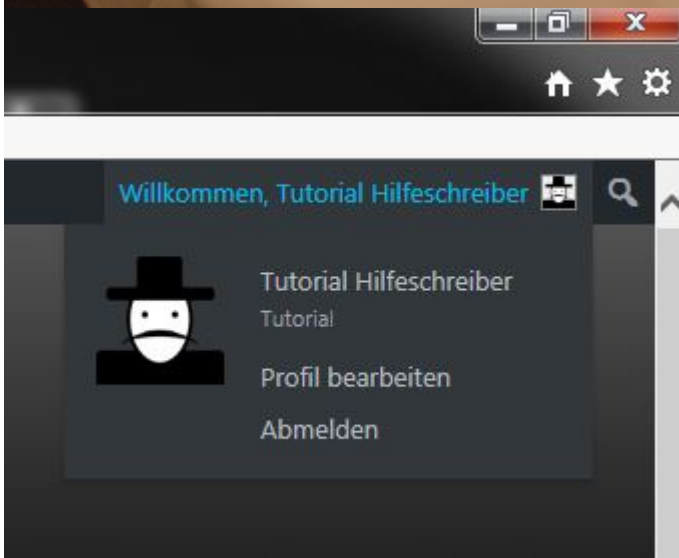 Willkommen, Tutorial Hilfeschreiber
Tutorial Hilfeschreiber
Tutorial
Profil bearbeiten
Abmelden